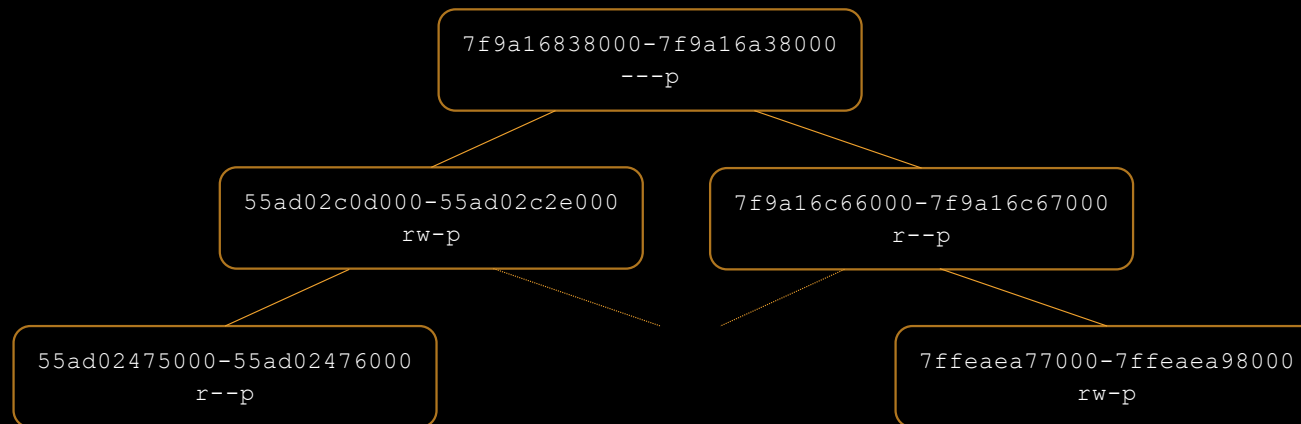 7f9a16838000-7f9a16a38000
---p
55ad02c0d000-55ad02c2e000
rw-p
7f9a16c66000-7f9a16c67000
r--p
55ad02475000-55ad02476000
r--p
7ffeaea77000-7ffeaea98000
rw-p